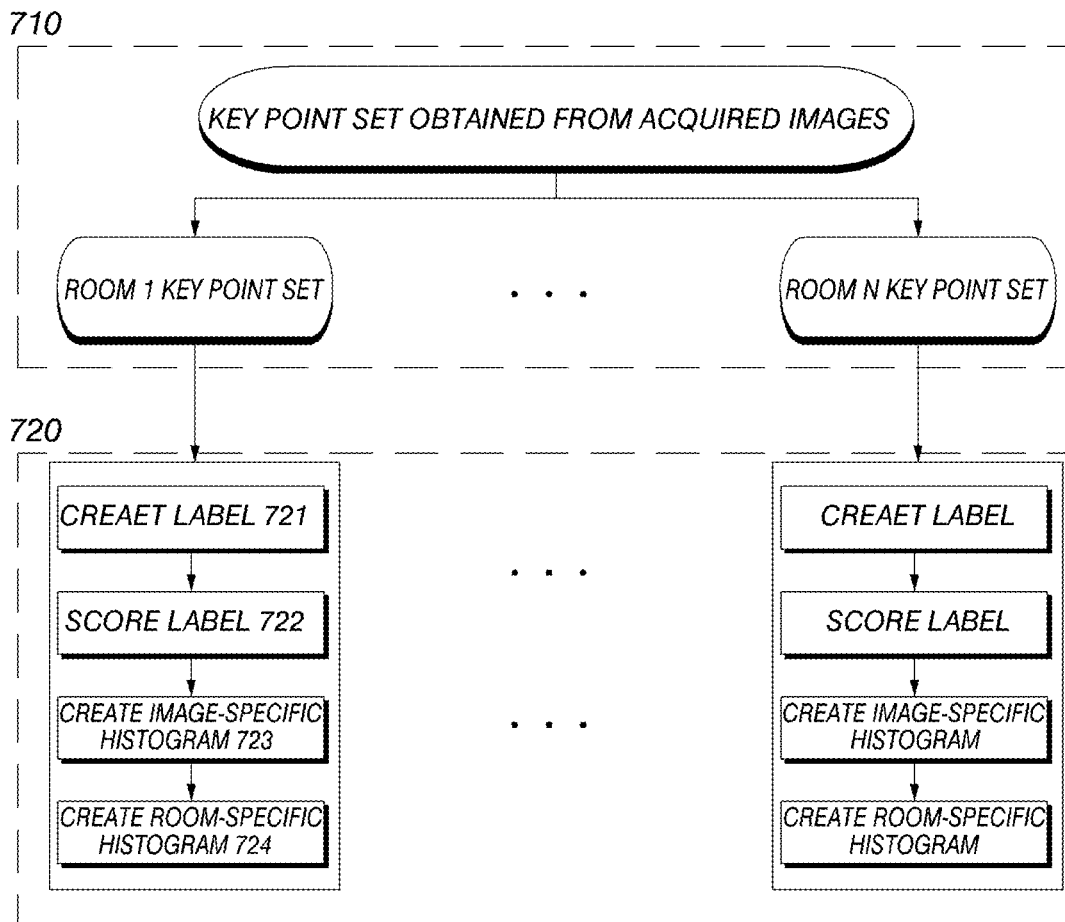 710
KEY POINT SET OBTAINED FROM ACQUIRED IMAGES
ROOM 1 KEY POINT SET
. . .
ROOM N KEY POINT SET
720
CREAET LABEL 721
SCORE LABEL 722
CREATE IMAGE-SPECIFIC
HISTOGRAM 723
CREATE ROOM-SPECIFIC
HISTOGRAM 724
. . .
. . .
CREAET LABEL
SCORE LABEL
CREATE IMAGE-SPECIFIC
HISTOGRAM
CREATE ROOM-SPECIFIC
HISTOGRAM